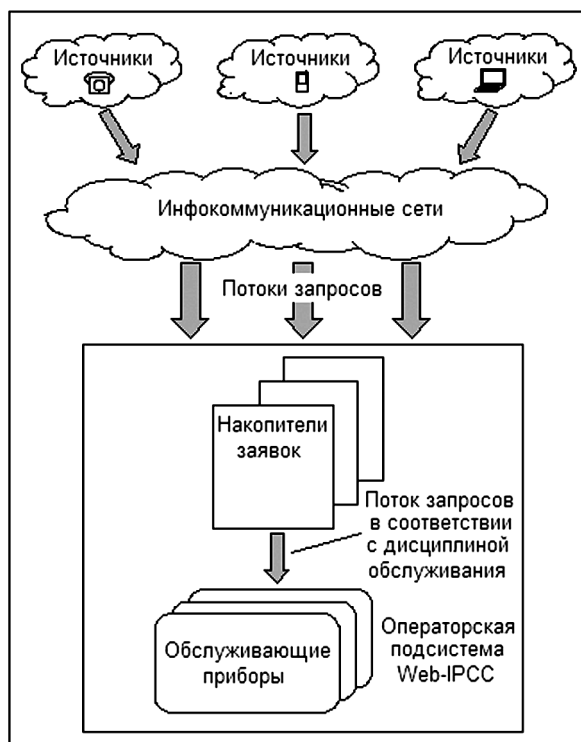 Источники
Источники
Источники
Инфокоммуникационные сети
Потоки запросов
Накопители
заявок
Поток запросов
в соответствии
с дисциплиной
обслуживания
Обслуживающие
приборы
Операторская
подсистема
Web-IPCC